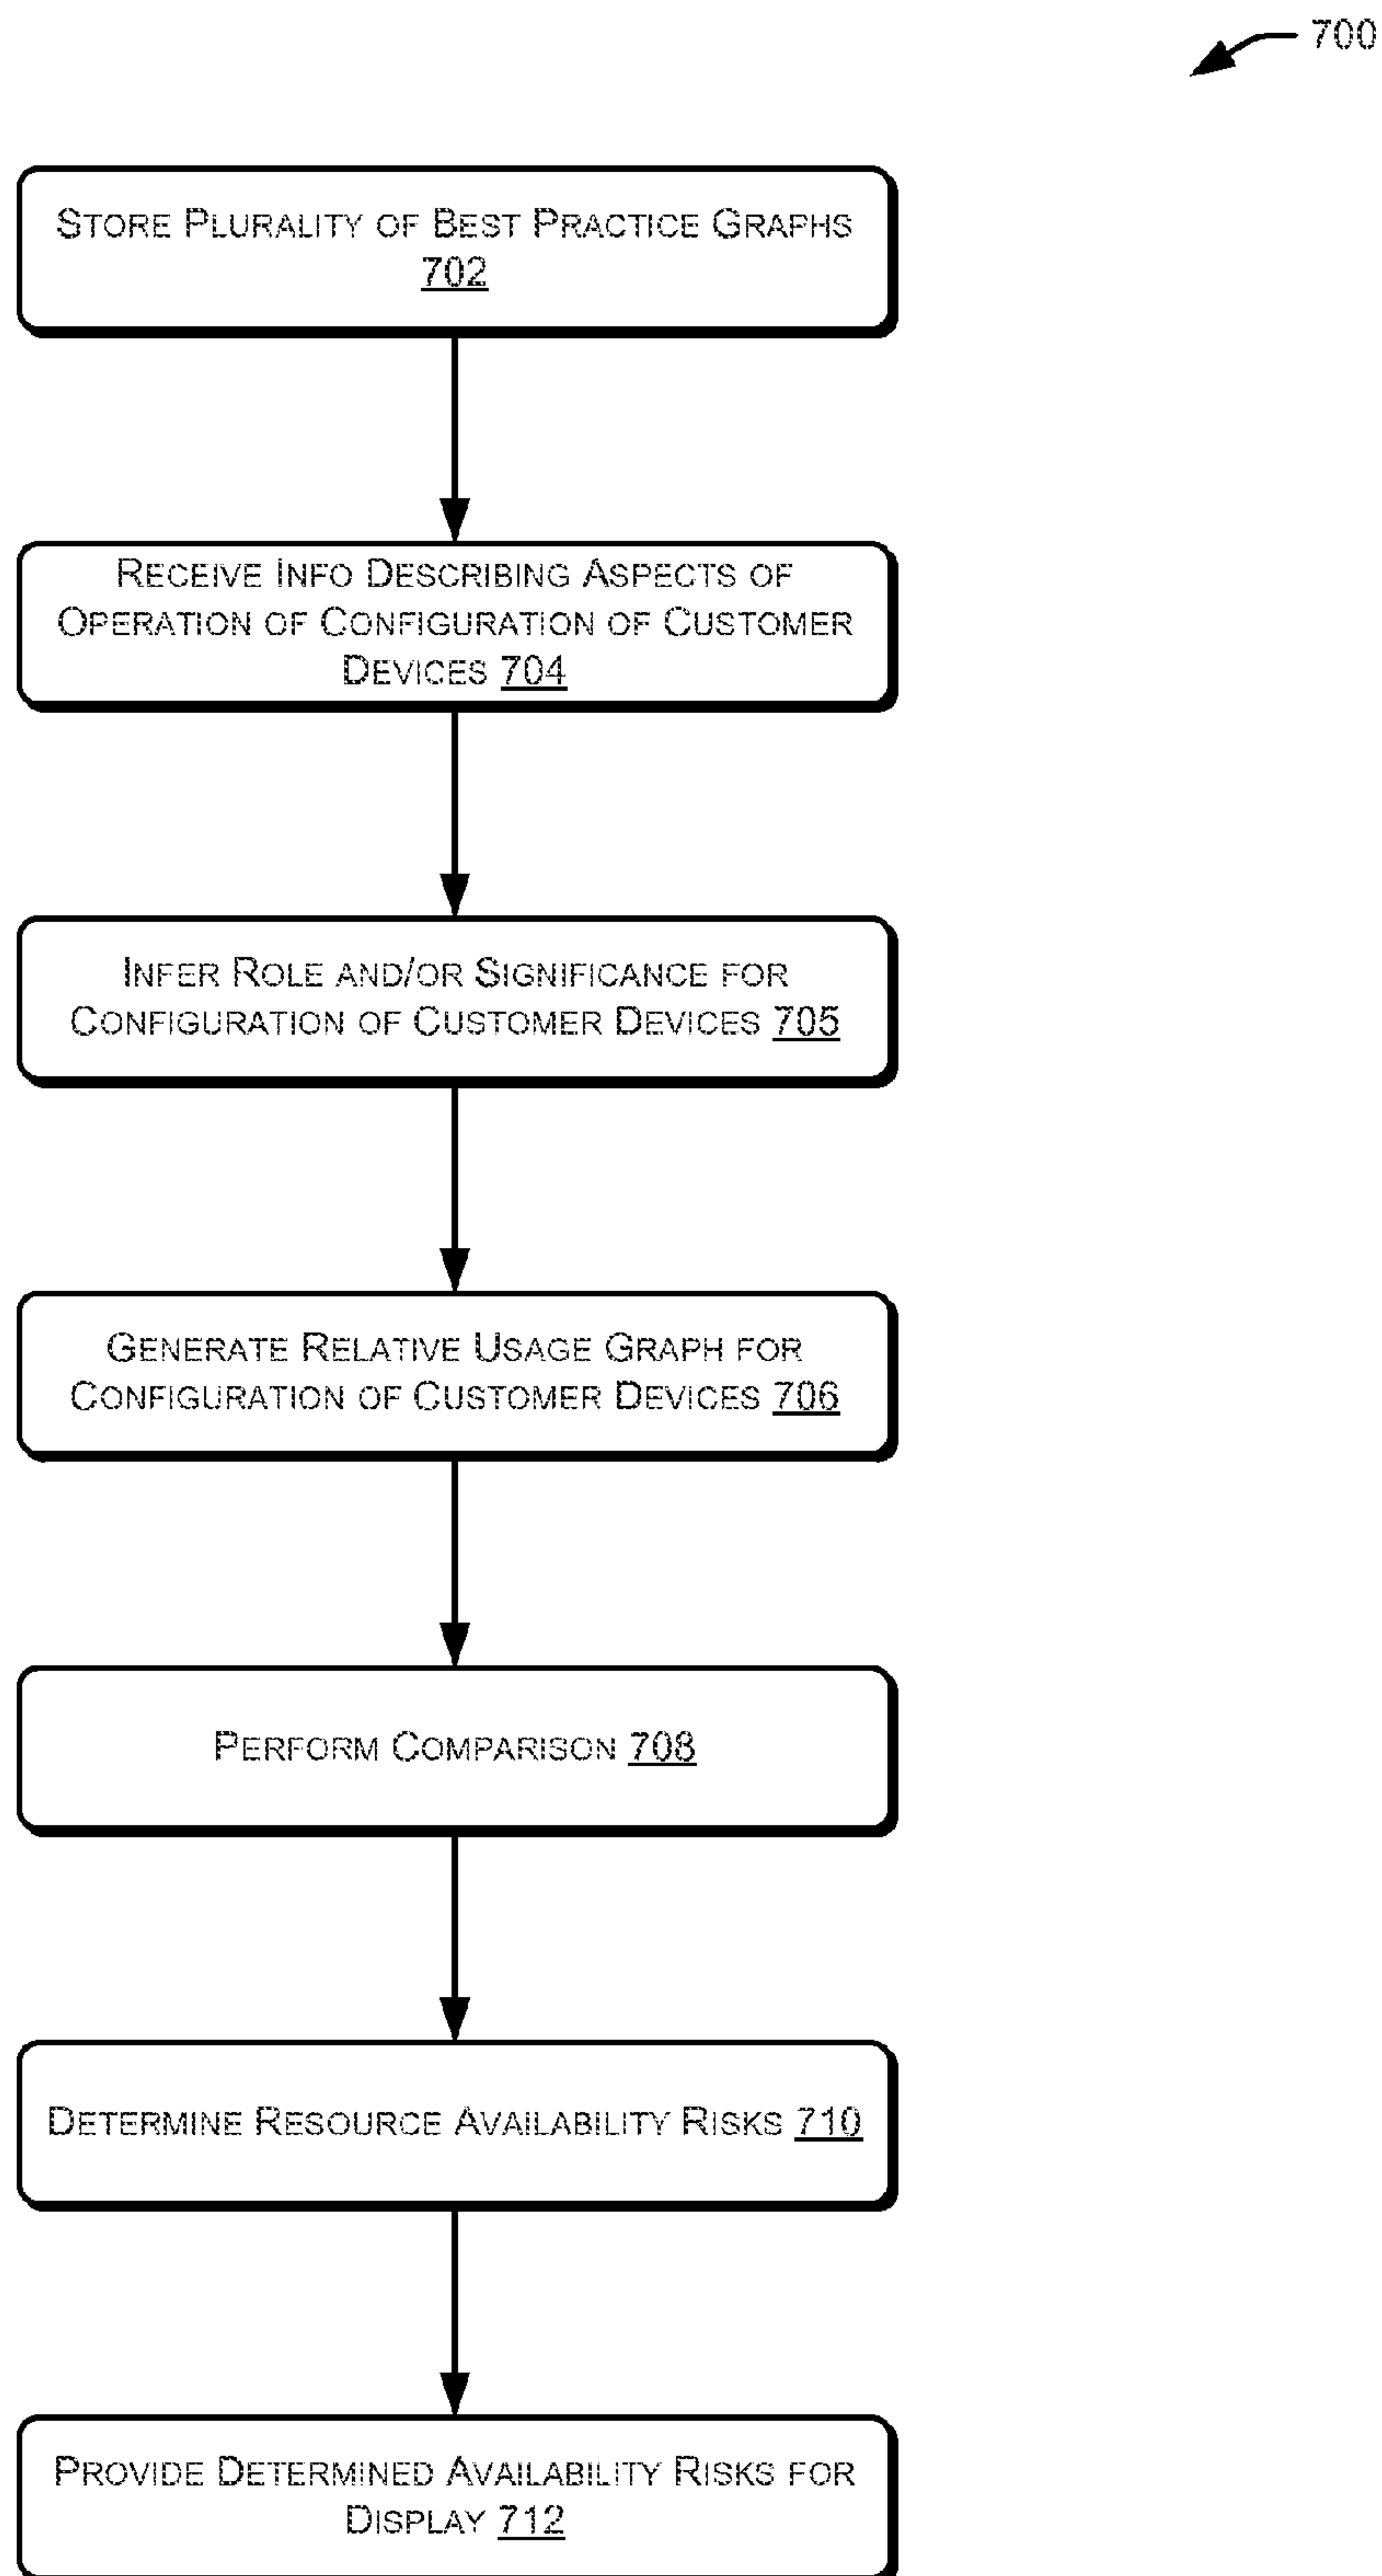 700
STORE PLURALITY OF BEST PRACTICE GRAPHS
702
RECEIVE INFO DESCRIBING ASPECTS OF
OPERATION OF CONFIGURATION OF CUSTOMER
DEVICES 704
INFER ROLE AND/OR SIGNIFICANCE FOR
CONFIGURATION OF CUSTOMER DEVICES 705
GENERATE RELATIVE USAGE GRAPH FOR
CONFIGURATION OF CUSTOMER DEVICES 706
PERFORM COMPARISON 708
DETERMINE RESOURCE AVAILABILITY RISKS 710
PROVIDE DETERMINED AVAILABILITY RISKS FOR
DISPLAY 712